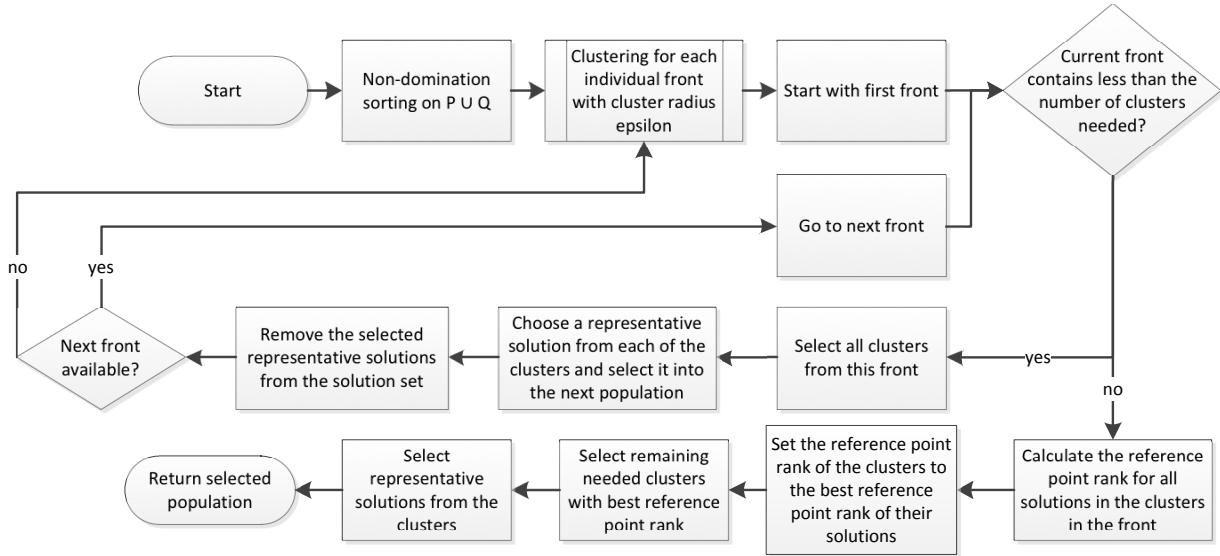 Start
Non-domination
sorting on P ∪ Q
Clustering for each
individual front
with cluster radius
epsilon
Start with first front
Current front
contains less than the
number of clusters
needed?
Go to next front
no
yes
Next front
available?
Remove the selected
representative solutions
from the solution set
Choose a representative
solution from each of the
clusters and select it into
the next population
Select all clusters
from this front
yes
no
Return selected
population
Select
representative
solutions from the
clusters
Select remaining
needed clusters
with best reference
point rank
Set the reference point
rank of the clusters to
the best reference
point rank of their
solutions
Calculate the reference
point rank for all
solutions in the clusters
in the front